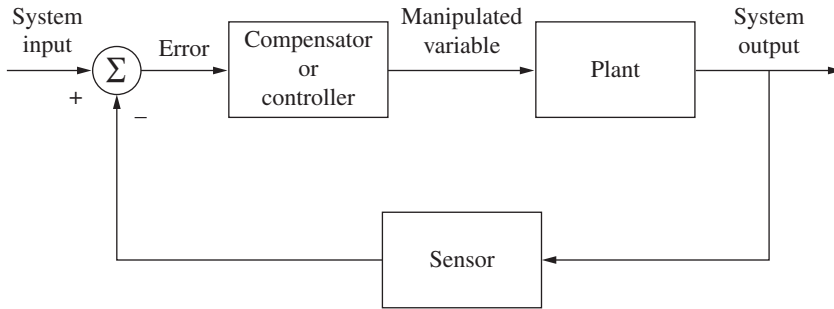 System
input
Σ
+
−
Error
Compensator
or
controller
Manipulated
variable
Plant
System
output
Sensor